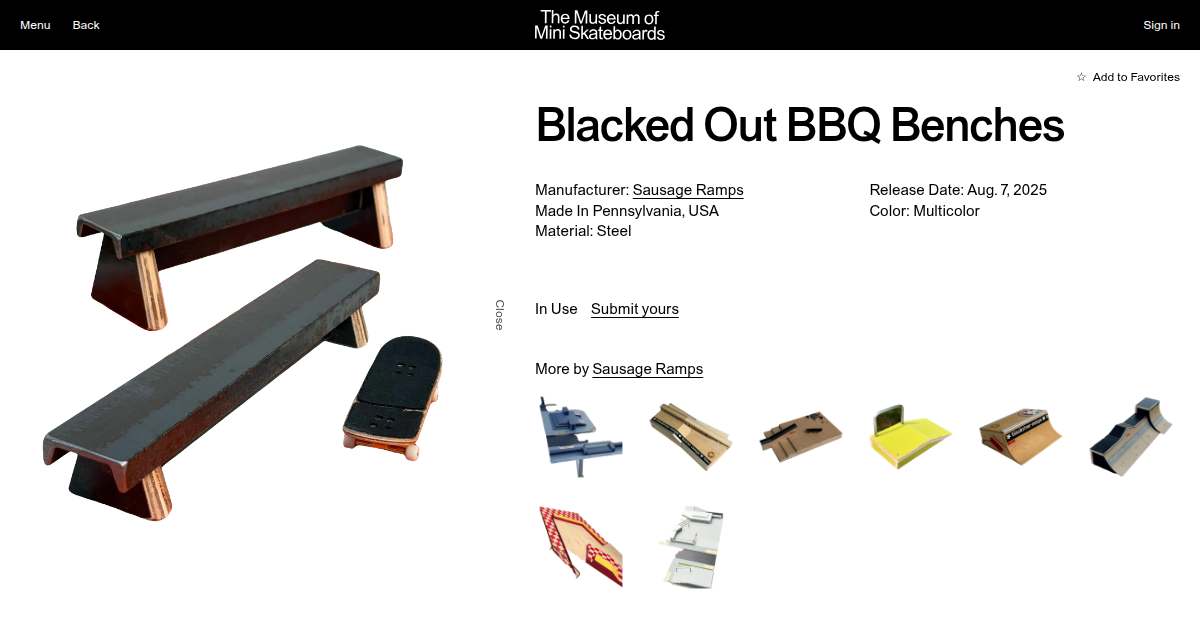 Menu
Back
The Museum of
Mini Skateboards
Sign in
☆ Add to Favorites
Blacked Out BBQ Benches
Manufacturer: Sausage Ramps
Made In Pennsylvania, USA
Material: Steel
Release Date: Aug. 7, 2025
Color: Multicolor
Close
In Use
Submit yours
More by Sausage Ramps